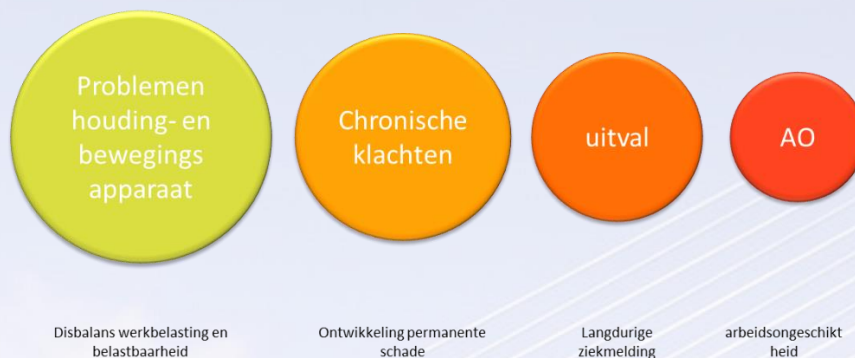 Problemen
houding- en
bewegings
apparaat
Chronische
klachten
uitval
AO
Disbalans werkbelasting en
belastbaarheid
Ontwikkeling permanente
schade
Langdurige
ziekmelding
arbeidsongeschikt
heid